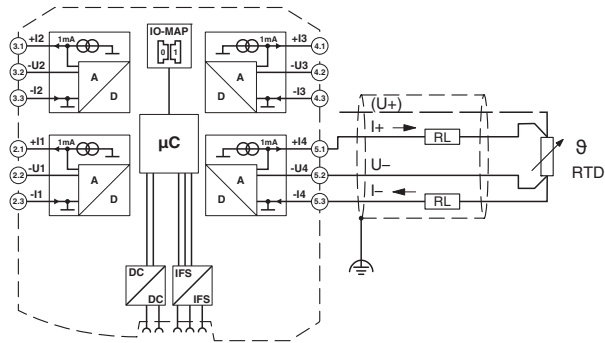 IO-MAP
0 1
3.1 +I2 1mA
3.2 -U2
3.3 -I2
A
D
+I3 4.1 1mA
-U3 4.2
-I3 4.3
A
D
µC
2.1 +I1 1mA
2.2 -U1
2.3 -I1
A
D
+I4 5.1 1mA
-U4 5.2
-I4 5.3
A
D
(U+)
I+ RL
U–
I– RL
ϑ
RTD
DC
DC
IFS
IFS